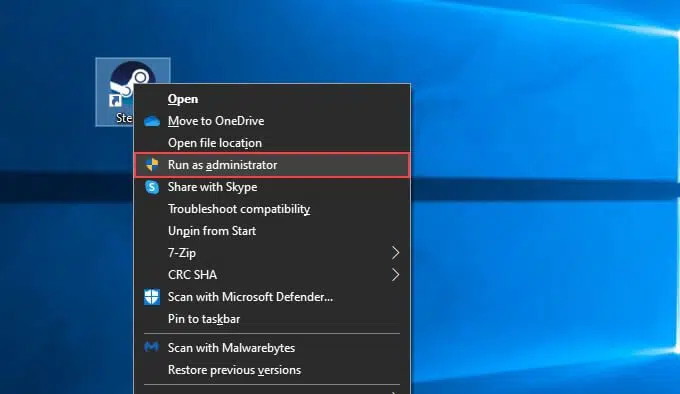 Ste
Open
Move to OneDrive
Open file location
Run as administrator
Share with Skype
Troubleshoot compatibility
Unpin from Start
7-Zip
CRC SHA
Scan with Microsoft Defender...
Pin to taskbar
Scan with Malwarebytes
Restore previous versions